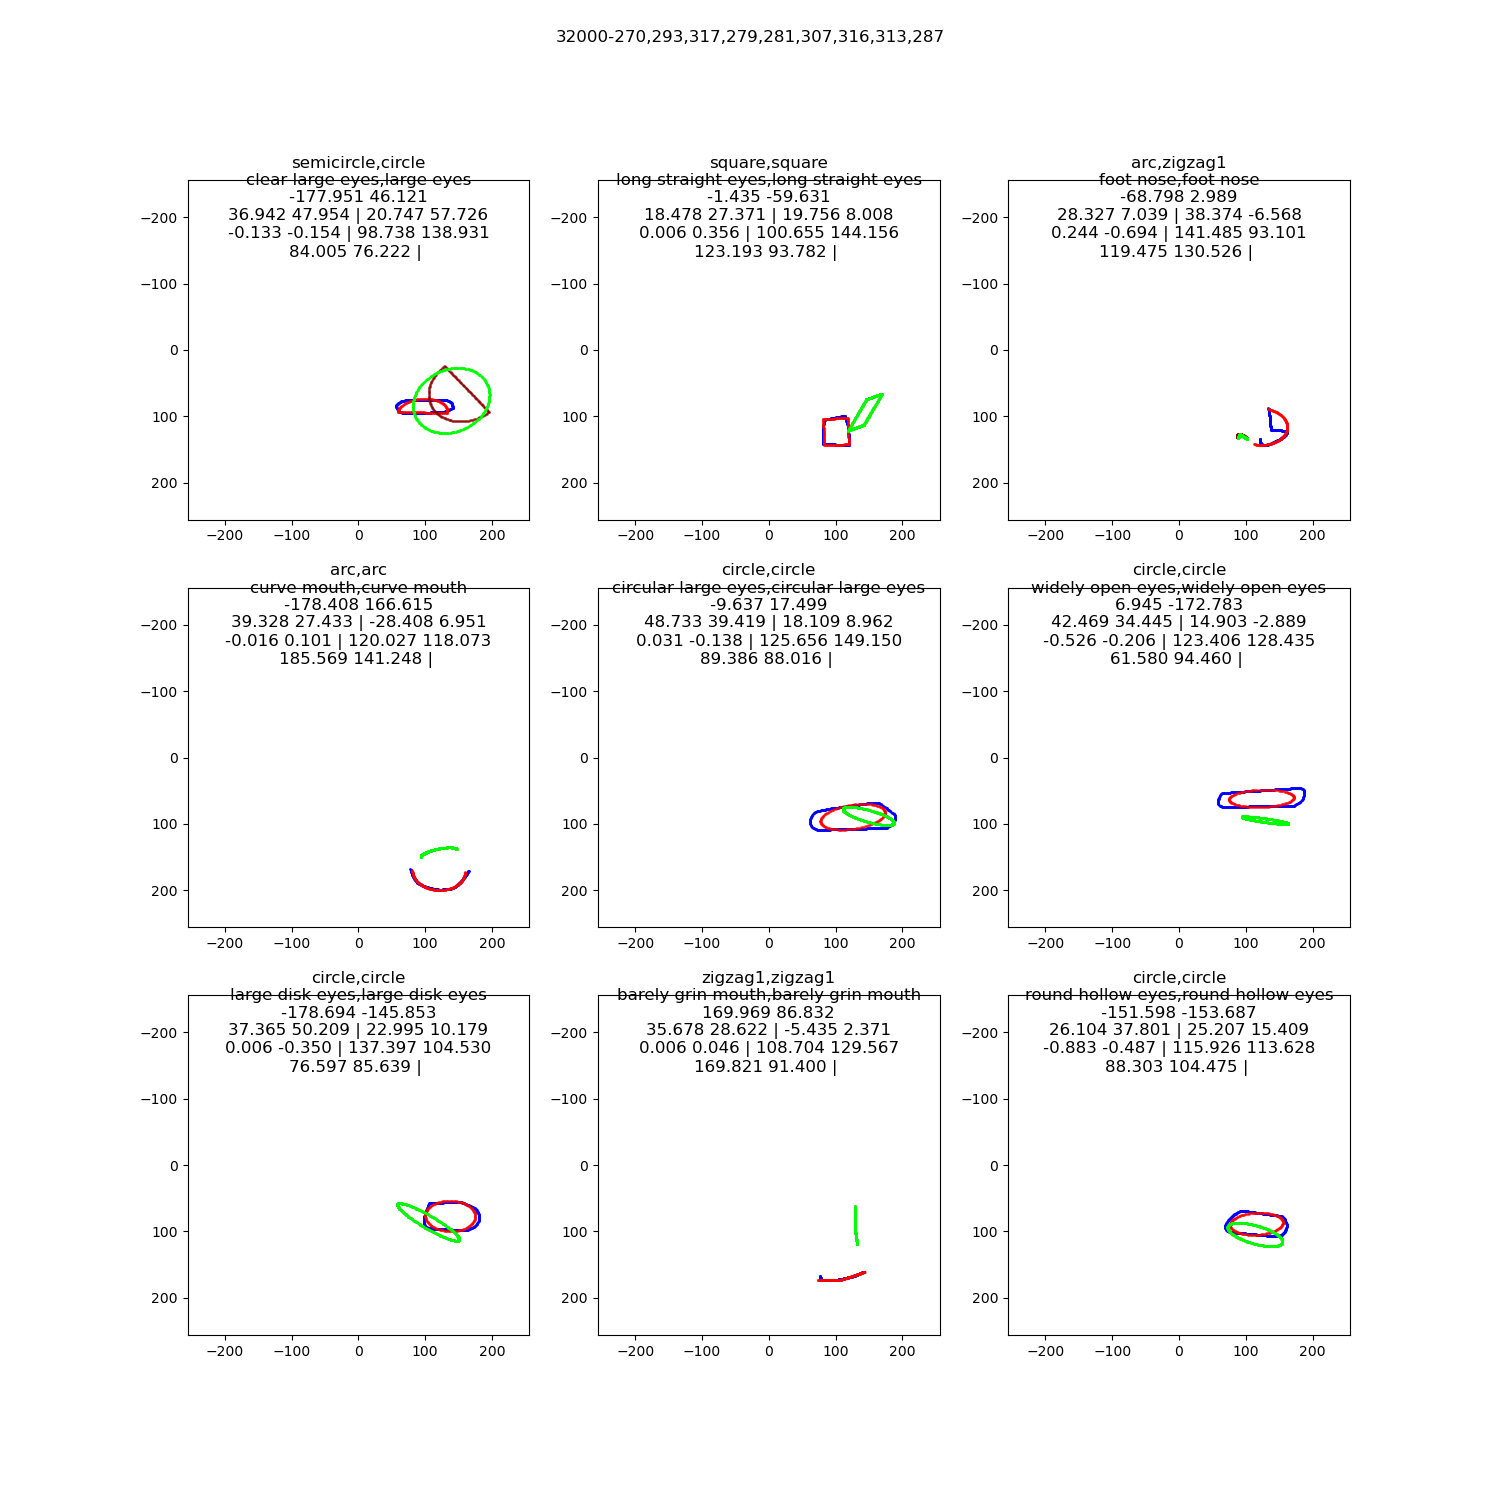 32000-270,293,317,279,281,307,316,313,287
semicircle,circle
clear large eyes,large eyes
-177.951 46.121
36.942 47.954 | 20.747 57.726
-0.133 -0.154 | 98.738 138.931
84.005 76.222 |
−200
−100
0
100
200
−200 −100 0 100 200
square,square
long straight eyes,long straight eyes
-1.435 -59.631
18.478 27.371 | 19.756 8.008
0.006 0.356 | 100.655 144.156
123.193 93.782 |
−200
−100
0
100
200
−200 −100 0 100 200
arc,zigzag1
foot nose,foot nose
-68.798 2.989
28.327 7.039 | 38.374 -6.568
0.244 -0.694 | 141.485 93.101
119.475 130.526 |
−200
−100
0
100
200
−200 −100 0 100 200
arc,arc
curve mouth,curve mouth
-178.408 166.615
39.328 27.433 | -28.408 6.951
-0.016 0.101 | 120.027 118.073
185.569 141.248 |
−200
−100
0
100
200
−200 −100 0 100 200
circle,circle
circular large eyes,circular large eyes
-9.637 17.499
48.733 39.419 | 18.109 8.962
0.031 -0.138 | 125.656 149.150
89.386 88.016 |
−200
−100
0
100
200
−200 −100 0 100 200
circle,circle
widely open eyes,widely open eyes
6.945 -172.783
42.469 34.445 | 14.903 -2.889
-0.526 -0.206 | 123.406 128.435
61.580 94.460 |
−200
−100
0
100
200
−200 −100 0 100 200
circle,circle
large disk eyes,large disk eyes
-178.694 -145.853
37.365 50.209 | 22.995 10.179
0.006 -0.350 | 137.397 104.530
76.597 85.639 |
−200
−100
0
100
200
−200 −100 0 100 200
zigzag1,zigzag1
barely grin mouth,barely grin mouth
169.969 86.832
35.678 28.622 | -5.435 2.371
0.006 0.046 | 108.704 129.567
169.821 91.400 |
−200
−100
0
100
200
−200 −100 0 100 200
circle,circle
round hollow eyes,round hollow eyes
-151.598 -153.687
26.104 37.801 | 25.207 15.409
-0.883 -0.487 | 115.926 113.628
88.303 104.475 |
−200
−100
0
100
200
−200 −100 0 100 200